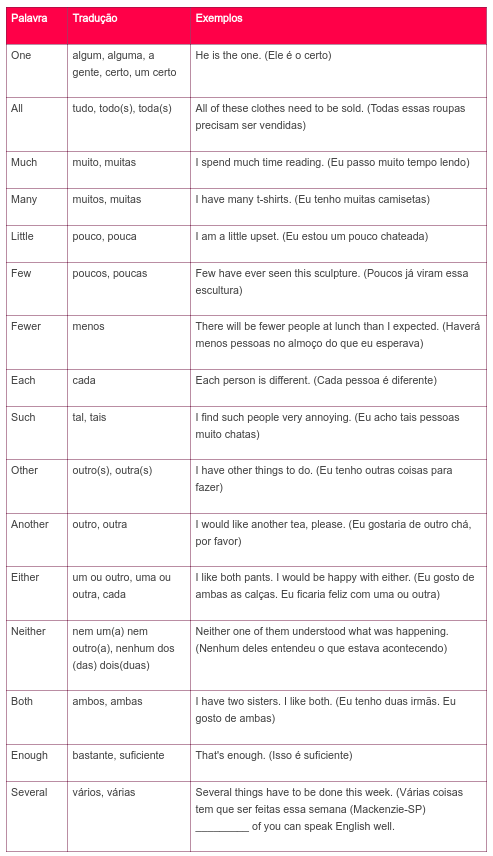 Palavra Tradução Exemplos
One algum, alguma, a He is the one. (Ele é o certo)
gente, certo, um certo
All tudo, todo(s), toda(s) All of these clothes need to be sold. (Todas essas roupas
precisam ser vendidas)
Much muito, muitas I spend much time reading. (Eu passo muito tempo lendo)
Many muitos, muitas I have many t-shirts. (Eu tenho muitas camisetas)
Little pouco, pouca I am a little upset. (Eu estou um pouco chateada)
Few poucos, poucas Few have ever seen this sculpture. (Poucos já viram essa
escultura)
Fewer menos There will be fewer people at lunch than I expected. (Haverá
menos pessoas no almoço do que eu esperava)
Each cada Each person is different. (Cada pessoa é diferente)
Such tal, tais I find such people very annoying. (Eu acho tais pessoas
muito chatas)
Other outro(s), outra(s) I have other things to do. (Eu tenho outras coisas para
fazer)
Another outro, outra I would like another tea, please. (Eu gostaria de outro chá,
por favor)
Either um ou outro, uma ou I like both pants. I would be happy with either. (Eu gosto de
outra, cada ambas as calças. Eu ficaria feliz com uma ou outra)
Neither nem um(a) nem Neither one of them understood what was happening.
outro(a), nenhum dos (Nenhum deles entendeu o que estava acontecendo)
(das) dois(duas)
Both ambos, ambas I have two sisters. I like both. (Eu tenho duas irmãs. Eu
gosto de ambas)
Enough bastante, suficiente That's enough. (Isso é suficiente)
Several vários, várias Several things have to be done this week. (Várias coisas
tem que ser feitas essa semana (Mackenzie-SP)
_________ of you can speak English well.